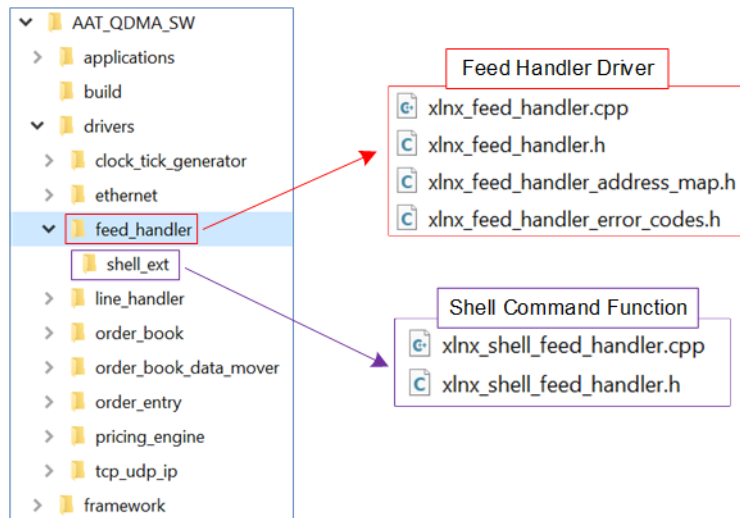 AAT_QDMA_SW
applications
build
drivers
clock_tick_generator
ethernet
feed_handler
shell_ext
line_handler
order_book
order_book_data_mover
order_entry
pricing_engine
tcp_udp_ip
framework
Feed Handler Driver
xlnx_feed_handler.cpp
xlnx_feed_handler.h
xlnx_feed_handler_address_map.h
xlnx_feed_handler_error_codes.h
Shell Command Function
xlnx_shell_feed_handler.cpp
xlnx_shell_feed_handler.h